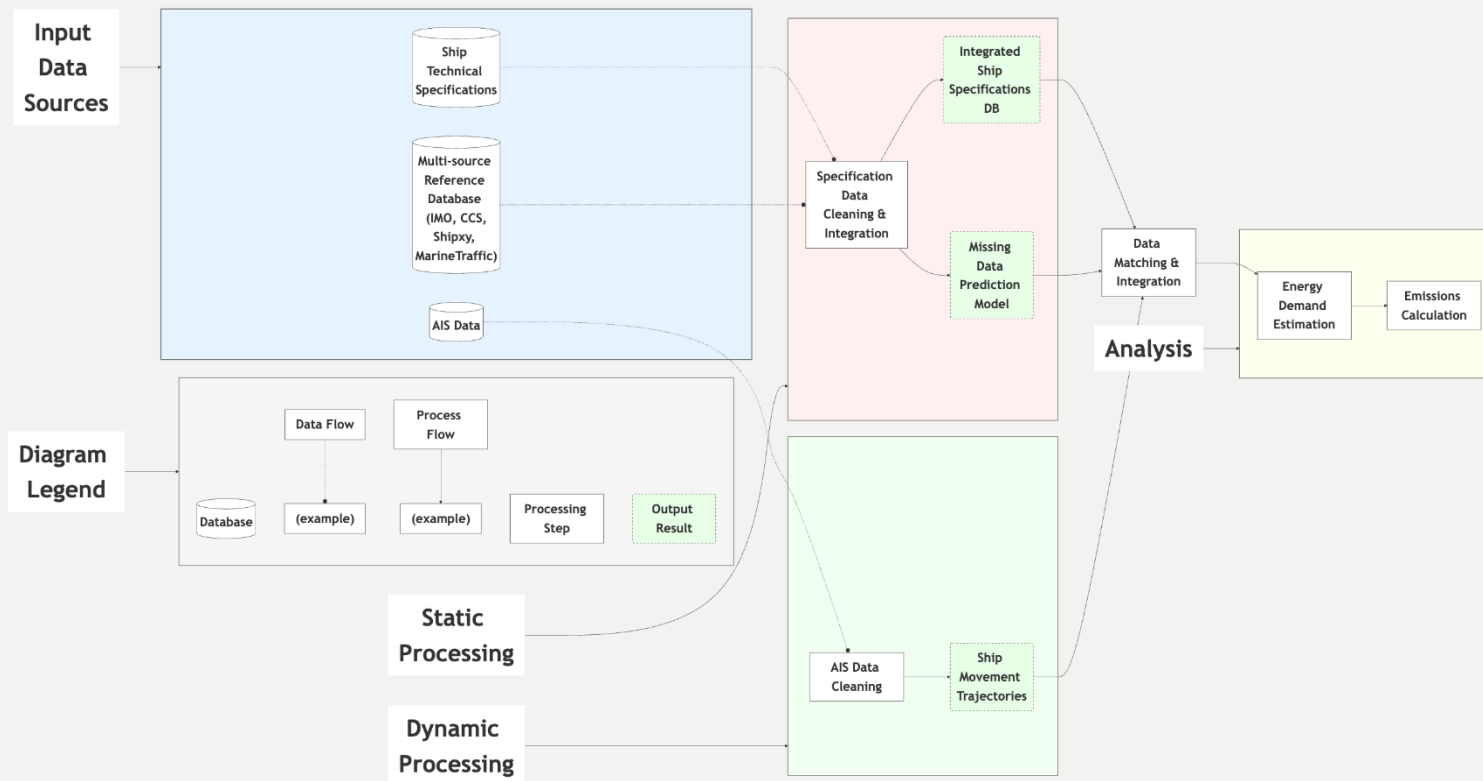 Input
Data
Sources
Ship
Technical
Specifications
Multi-source
Reference
Database
(IMO, CCS,
Shipxy,
MarineTraffic)
AIS Data
Specification
Data
Cleaning &
Integration
Integrated
Ship
Specifications
DB
Missing
Data
Prediction
Model
Data
Matching &
Integration
Analysis
Energy
Demand
Estimation
Emissions
Calculation
Diagram
Legend
Data Flow
Process
Flow
Database
(example)
(example)
Processing
Step
Output
Result
Static
Processing
AIS Data
Cleaning
Ship
Movement
Trajectories
Dynamic
Processing